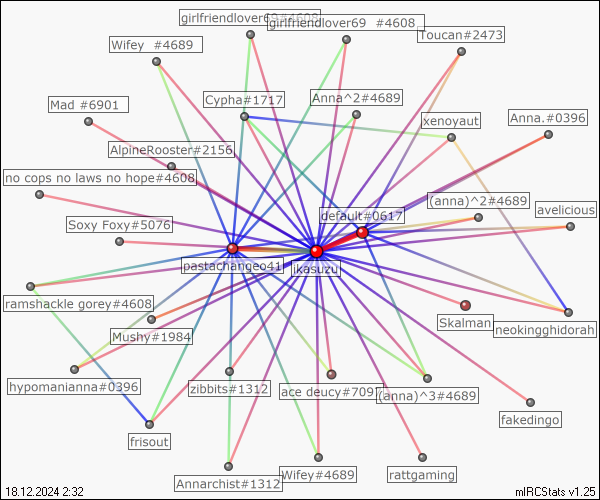 girlfriendlover69#4608
girlfriendlover69 #4608
Toucan#2473
Wifey #4689
Mad #6901
Cypha#1717
Anna^2#4689
xenoyaut
Anna.#0396
AlpineRooster#2156
no cops no laws no hope#4608
(anna)^2#4689
avelicious
default#0617
Soxy Foxy#5076
pastachangeo41
ikasuzu
ramshackle gorey#4608
Mushy#1984
Skalman
neokingghidorah
hypomanianna#0396
zibbits#1312
ace deucy#7097
(anna)^3#4689
fakedingo
frisout
Annarchist#1312
Wifey#4689
rattgaming
18.12.2024 2:32
mIRCStats v1.25